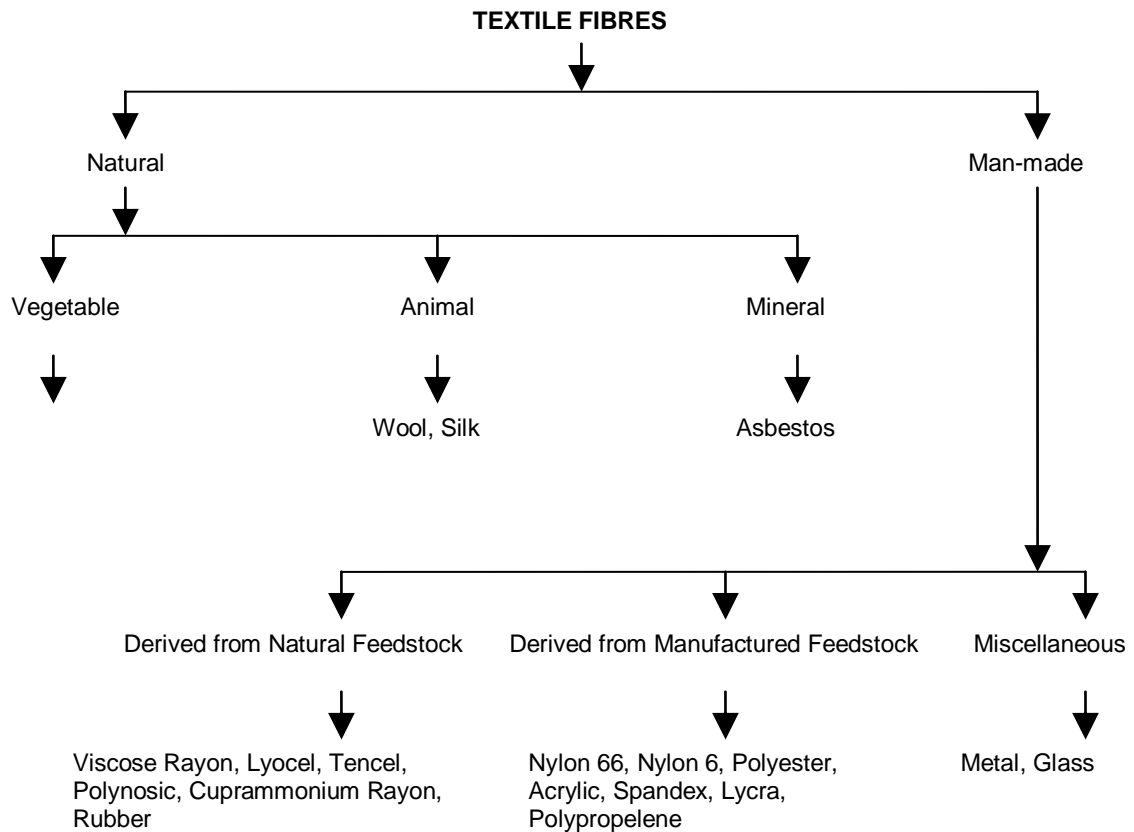 TEXTILE FIBRES
Natural
Man-made
Vegetable
Animal
Mineral
Wool, Silk
Asbestos
Derived from Natural Feedstock
Derived from Manufactured Feedstock
Miscellaneous
Viscose Rayon, Lyocel, Tencel,
Polynosic, Cuprammonium Rayon,
Rubber
Nylon 66, Nylon 6, Polyester,
Acrylic, Spandex, Lycra,
Polypropelene
Metal, Glass